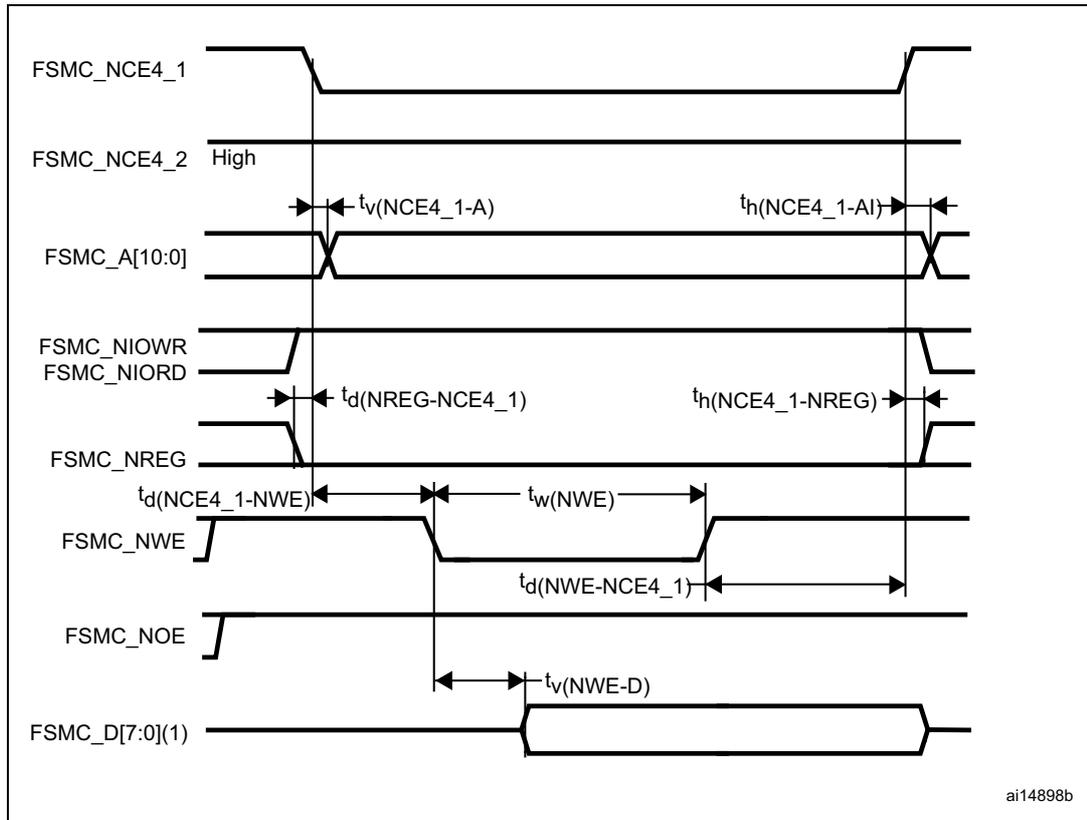 FSMC_NCE4_1
FSMC_NCE4_2 High
tv(NCE4_1-A) th(NCE4_1-AI)
FSMC_A[10:0]
FSMC_NIOWR
FSMC_NIORD
td(NREG-NCE4_1) th(NCE4_1-NREG)
FSMC_NREG
td(NCE4_1-NWE) tw(NWE)
FSMC_NWE
td(NWE-NCE4_1)
FSMC_NOE
tv(NWE-D)
FSMC_D[7:0](1)
ai14898b